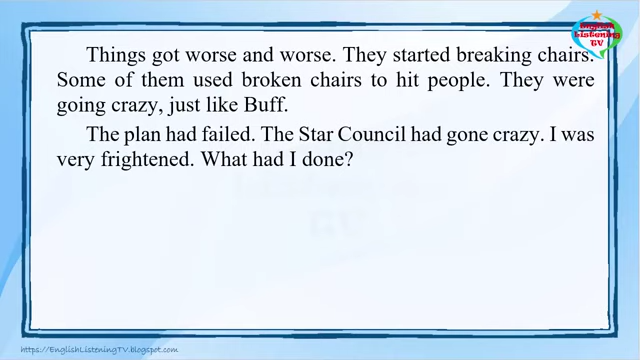 English
Listening
TV
Things got worse and worse. They started breaking chairs.
Some of them used broken chairs to hit people. They were
going crazy, just like Buff.
The plan had failed. The Star Council had gone crazy. I was
very frightened. What had I done?
https://EnglishListeningTV.blogspot.com